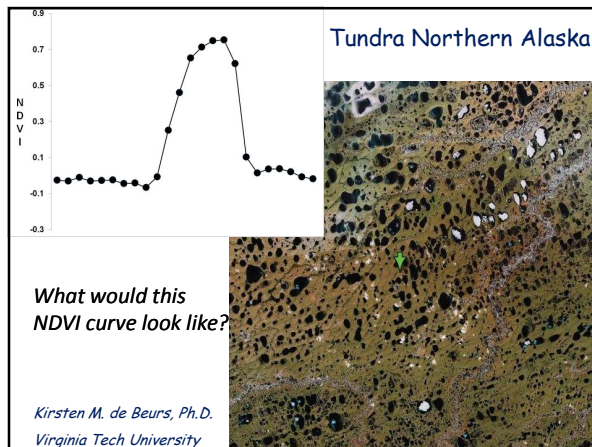 Tundra Northern Alaska
0.9
0.7
0.5
0.3
0.1
-0.1
-0.3
N
D
V
I
What would this
NDVI curve look like?
Kirsten M. de Beurs, Ph.D.
Virginia Tech University